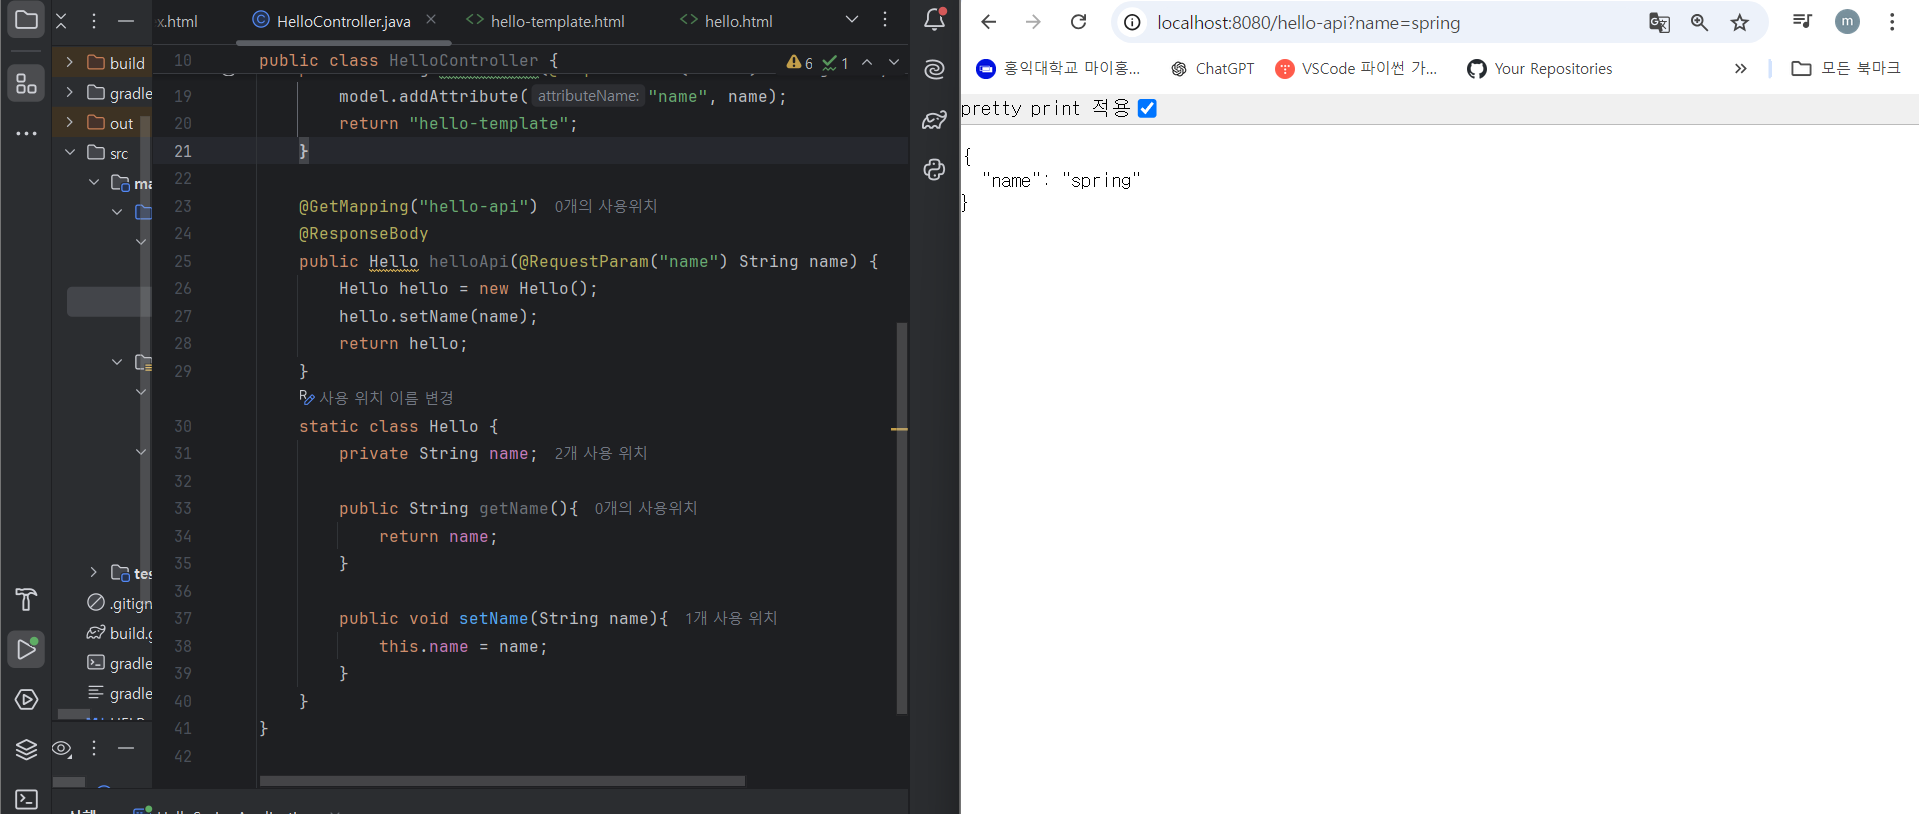 x.html
HelloController.java
hello-template.html
hello.html
build
gradle
out
src
ma
tes
.gitign
build.g
gradle
gradle
10 public class HelloController {
6 1
19 model.addAttribute( attributeName: "name", name);
20 return "hello-template";
21 }
22
23 @GetMapping("hello-api") 0개의 사용위치
24 @ResponseBody
25 public Hello helloApi(@RequestParam("name") String name) {
26 Hello hello = new Hello();
27 hello.setName(name);
28 return hello;
29 }
사용 위치 이름 변경
30 static class Hello {
31 private String name; 2개 사용 위치
32
33 public String getName(){ 0개의 사용위치
34 return name;
35 }
36
37 public void setName(String name){ 1개 사용 위치
38 this.name = name;
39 }
40 }
41 }
42
localhost:8080/hello-api?name=spring
m
홍익대학교 마이홍...
ChatGPT
VSCode 파이썬 가...
Your Repositories
모든 북마크
pretty print 적용
{
"name": "spring"
}